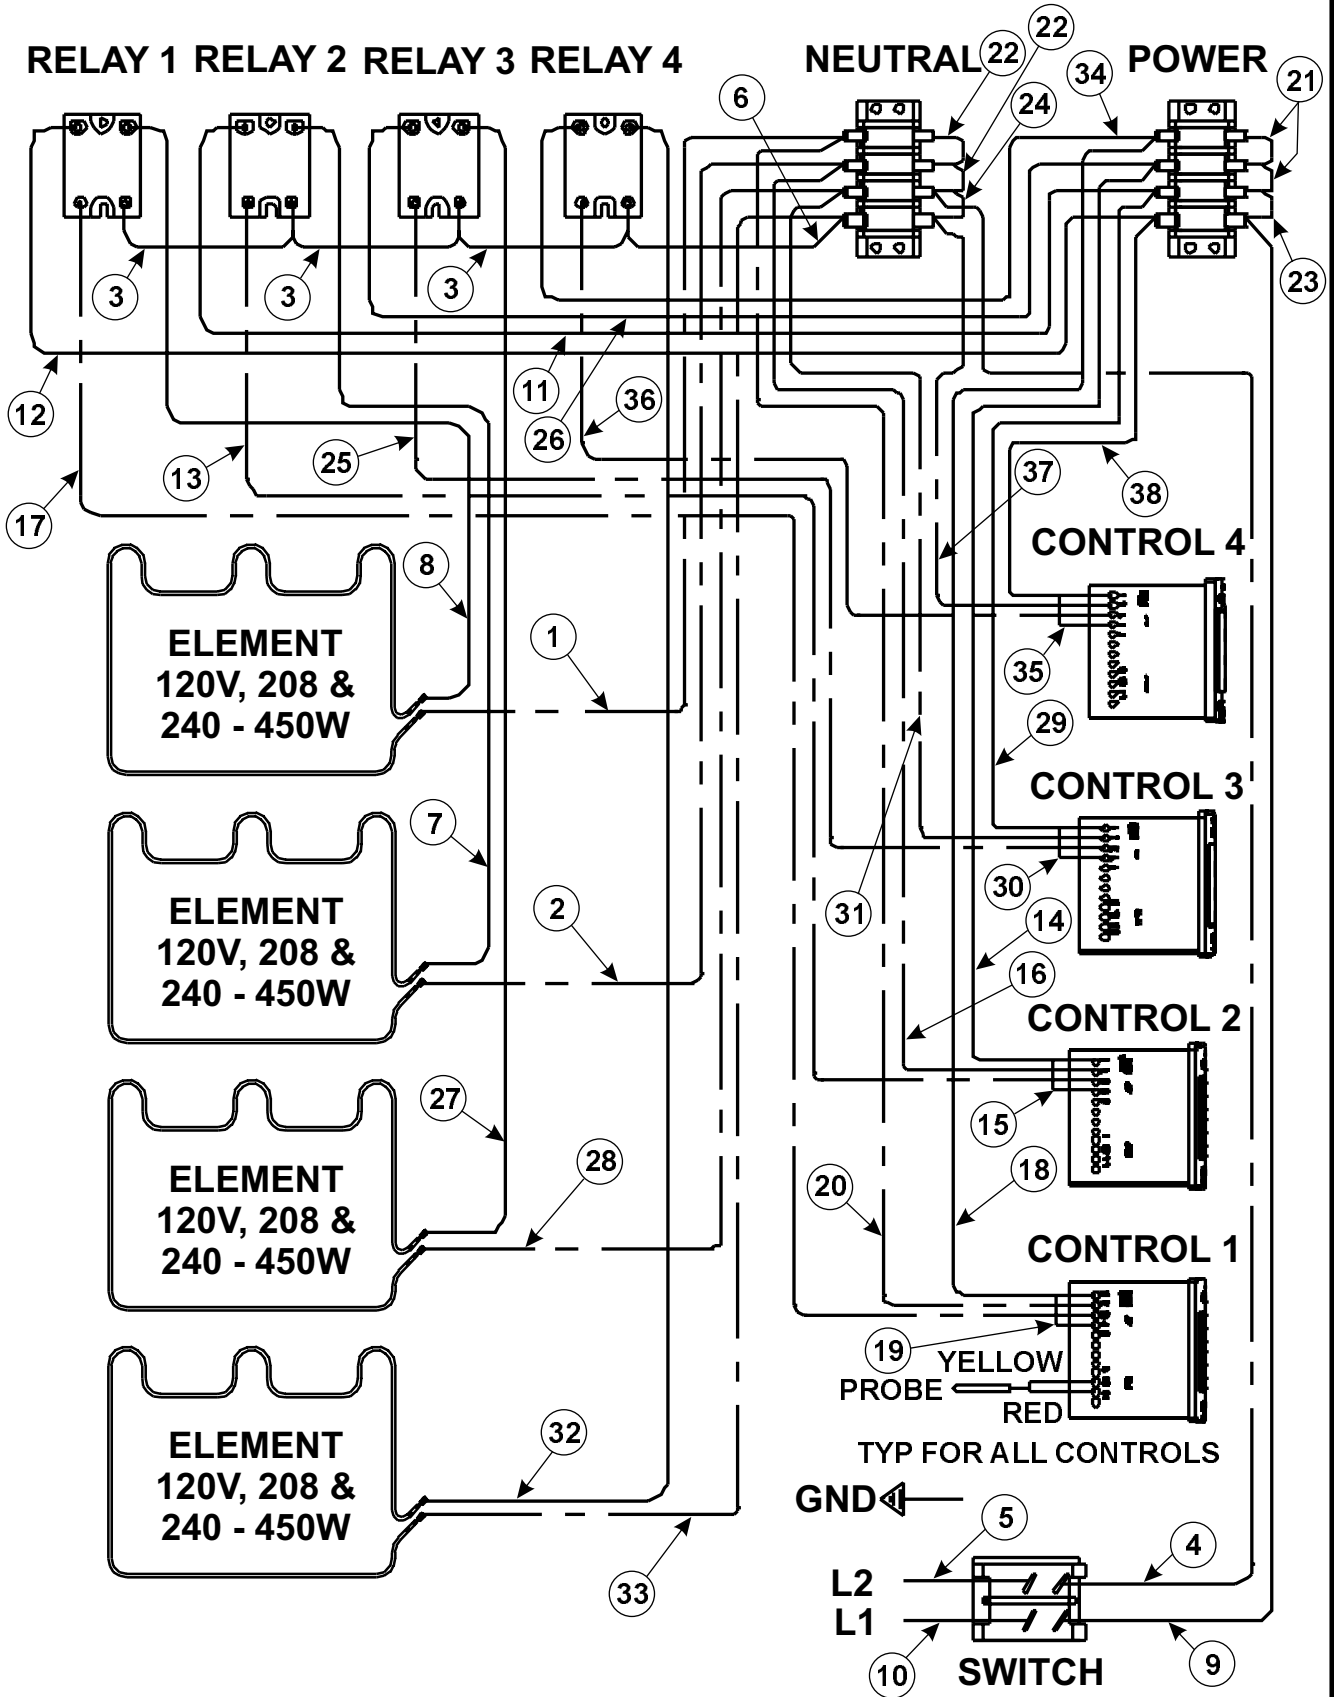 22
RELAY 1 RELAY 2 RELAY 3 RELAY 4 NEUTRAL 22 POWER
6 24 34 21
3 3 3 23
12 11 26 36
17 13 25 37 38
CONTROL 4
8
1
ELEMENT
120V, 208 &
240 - 450W
35
29
CONTROL 3
7
30
31
2
14
ELEMENT
120V, 208 &
240 - 450W
16
CONTROL 2
27
15
28
18
20
ELEMENT
120V, 208 &
240 - 450W
CONTROL 1
19
YELLOW
PROBE
RED
TYP FOR ALL CONTROLS
32
ELEMENT
120V, 208 &
240 - 450W
33
GND
5
4
L2
L1
10
9
SWITCH